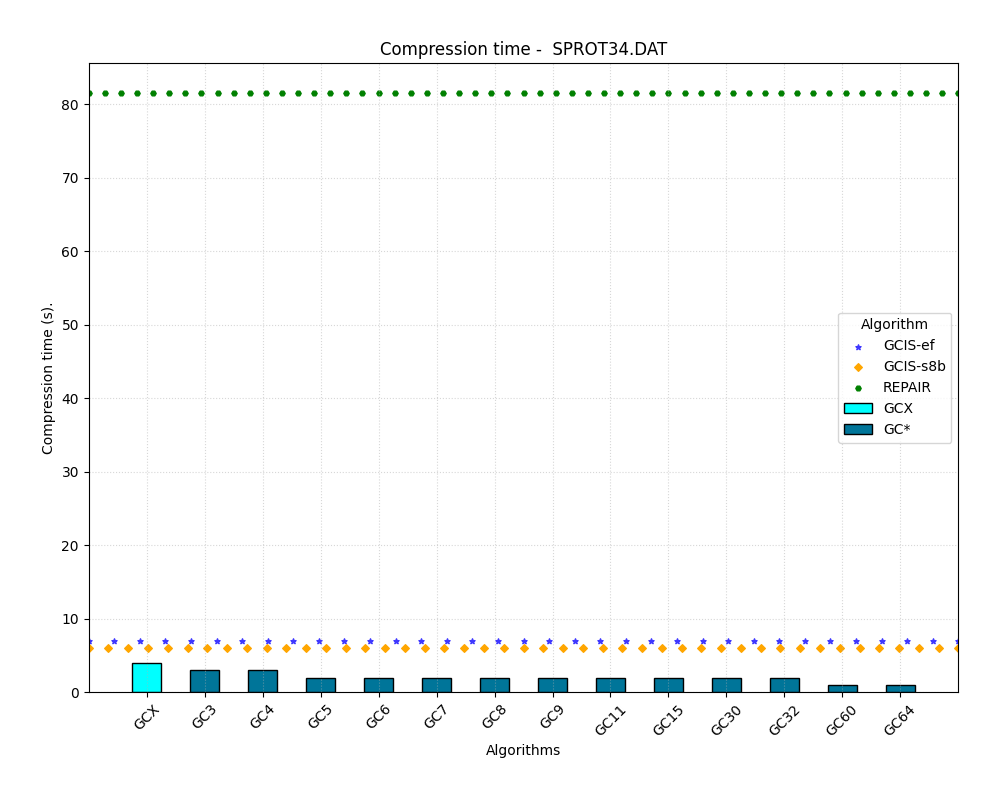 Compression time -  SPROT34.DAT
Compression time (s).
80
70
60
50
40
30
20
10
0
Algorithm
GCIS-ef
GCIS-s8b
REPAIR
GCX
GC*
GCX
GC3
GC4
GC5
GC6
GC7
GC8
GC9
GC11
GC15
GC30
GC32
GC60
GC64
Algorithms